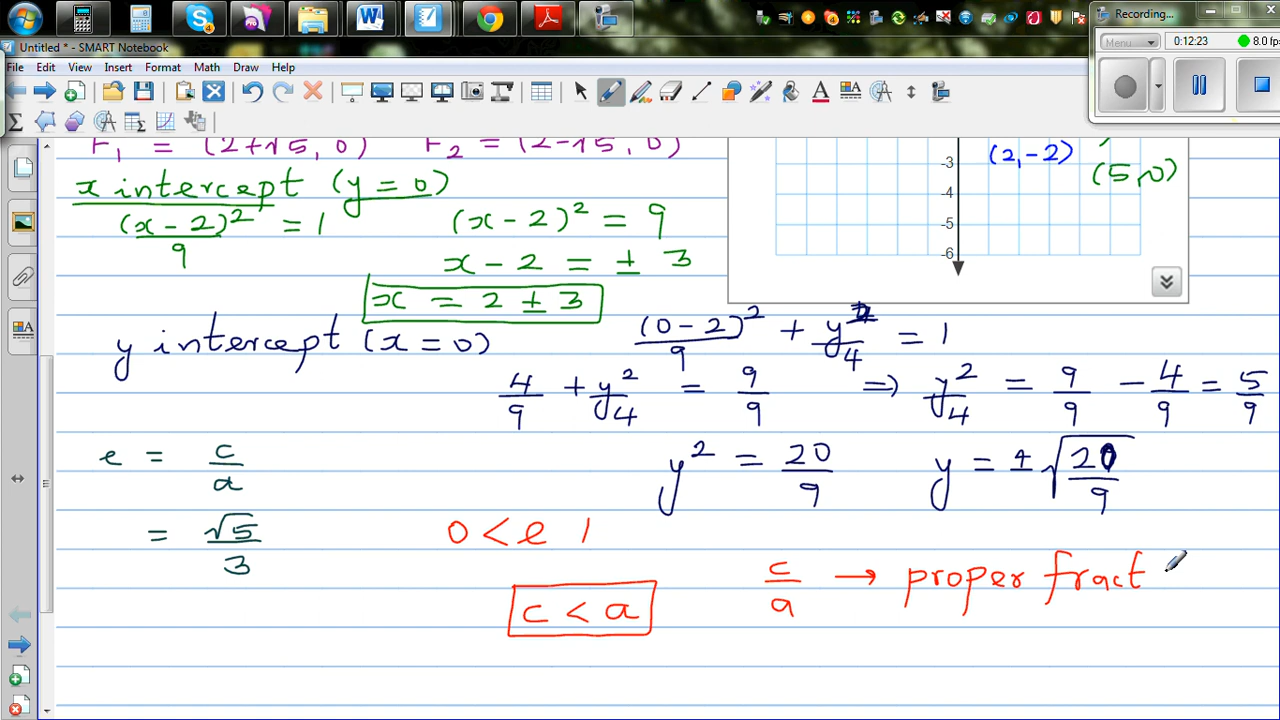 Recording...
0:12:23
8.0 fp
Menu
Untitled * - SMART Notebook
File Edit View Insert Format Math Draw Help
F₁ = (2+√5, 0) F₂ = (2-√5, 0)
x intercept (y = 0)
(x - 2)²/9 = 1 (x - 2)² = 9
x - 2 = ± 3
x = 2 ± 3
-3
-4
-5
-6
(2, -2)
(5, 0)
y intercept (x = 0) (0 - 2)²/9 + y²/4 = 1
4/9 + y²/4 = 9/9 => y²/4 = 9/9 - 4/9 = 5/9
e = c/a y² = 20/9 y = ± √(20/9)
= √5/3 0 < e 1
c < a c/a → proper fract